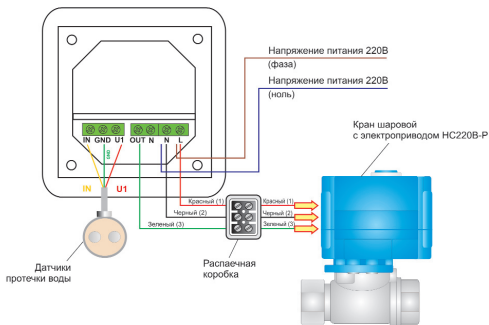 Напряжение питания 220В
(фаза)
Напряжение питания 220В
(ноль)
Кран шаровой
с электроприводом НС220В-Р
IN GND U1 OUT N N L
GND
IN U1
Красный (1)
Черный (2)
Зеленый (3)
Красный (1)
Черный (2)
Зеленый (3)
Распаечная
коробка
Датчики
протечки воды